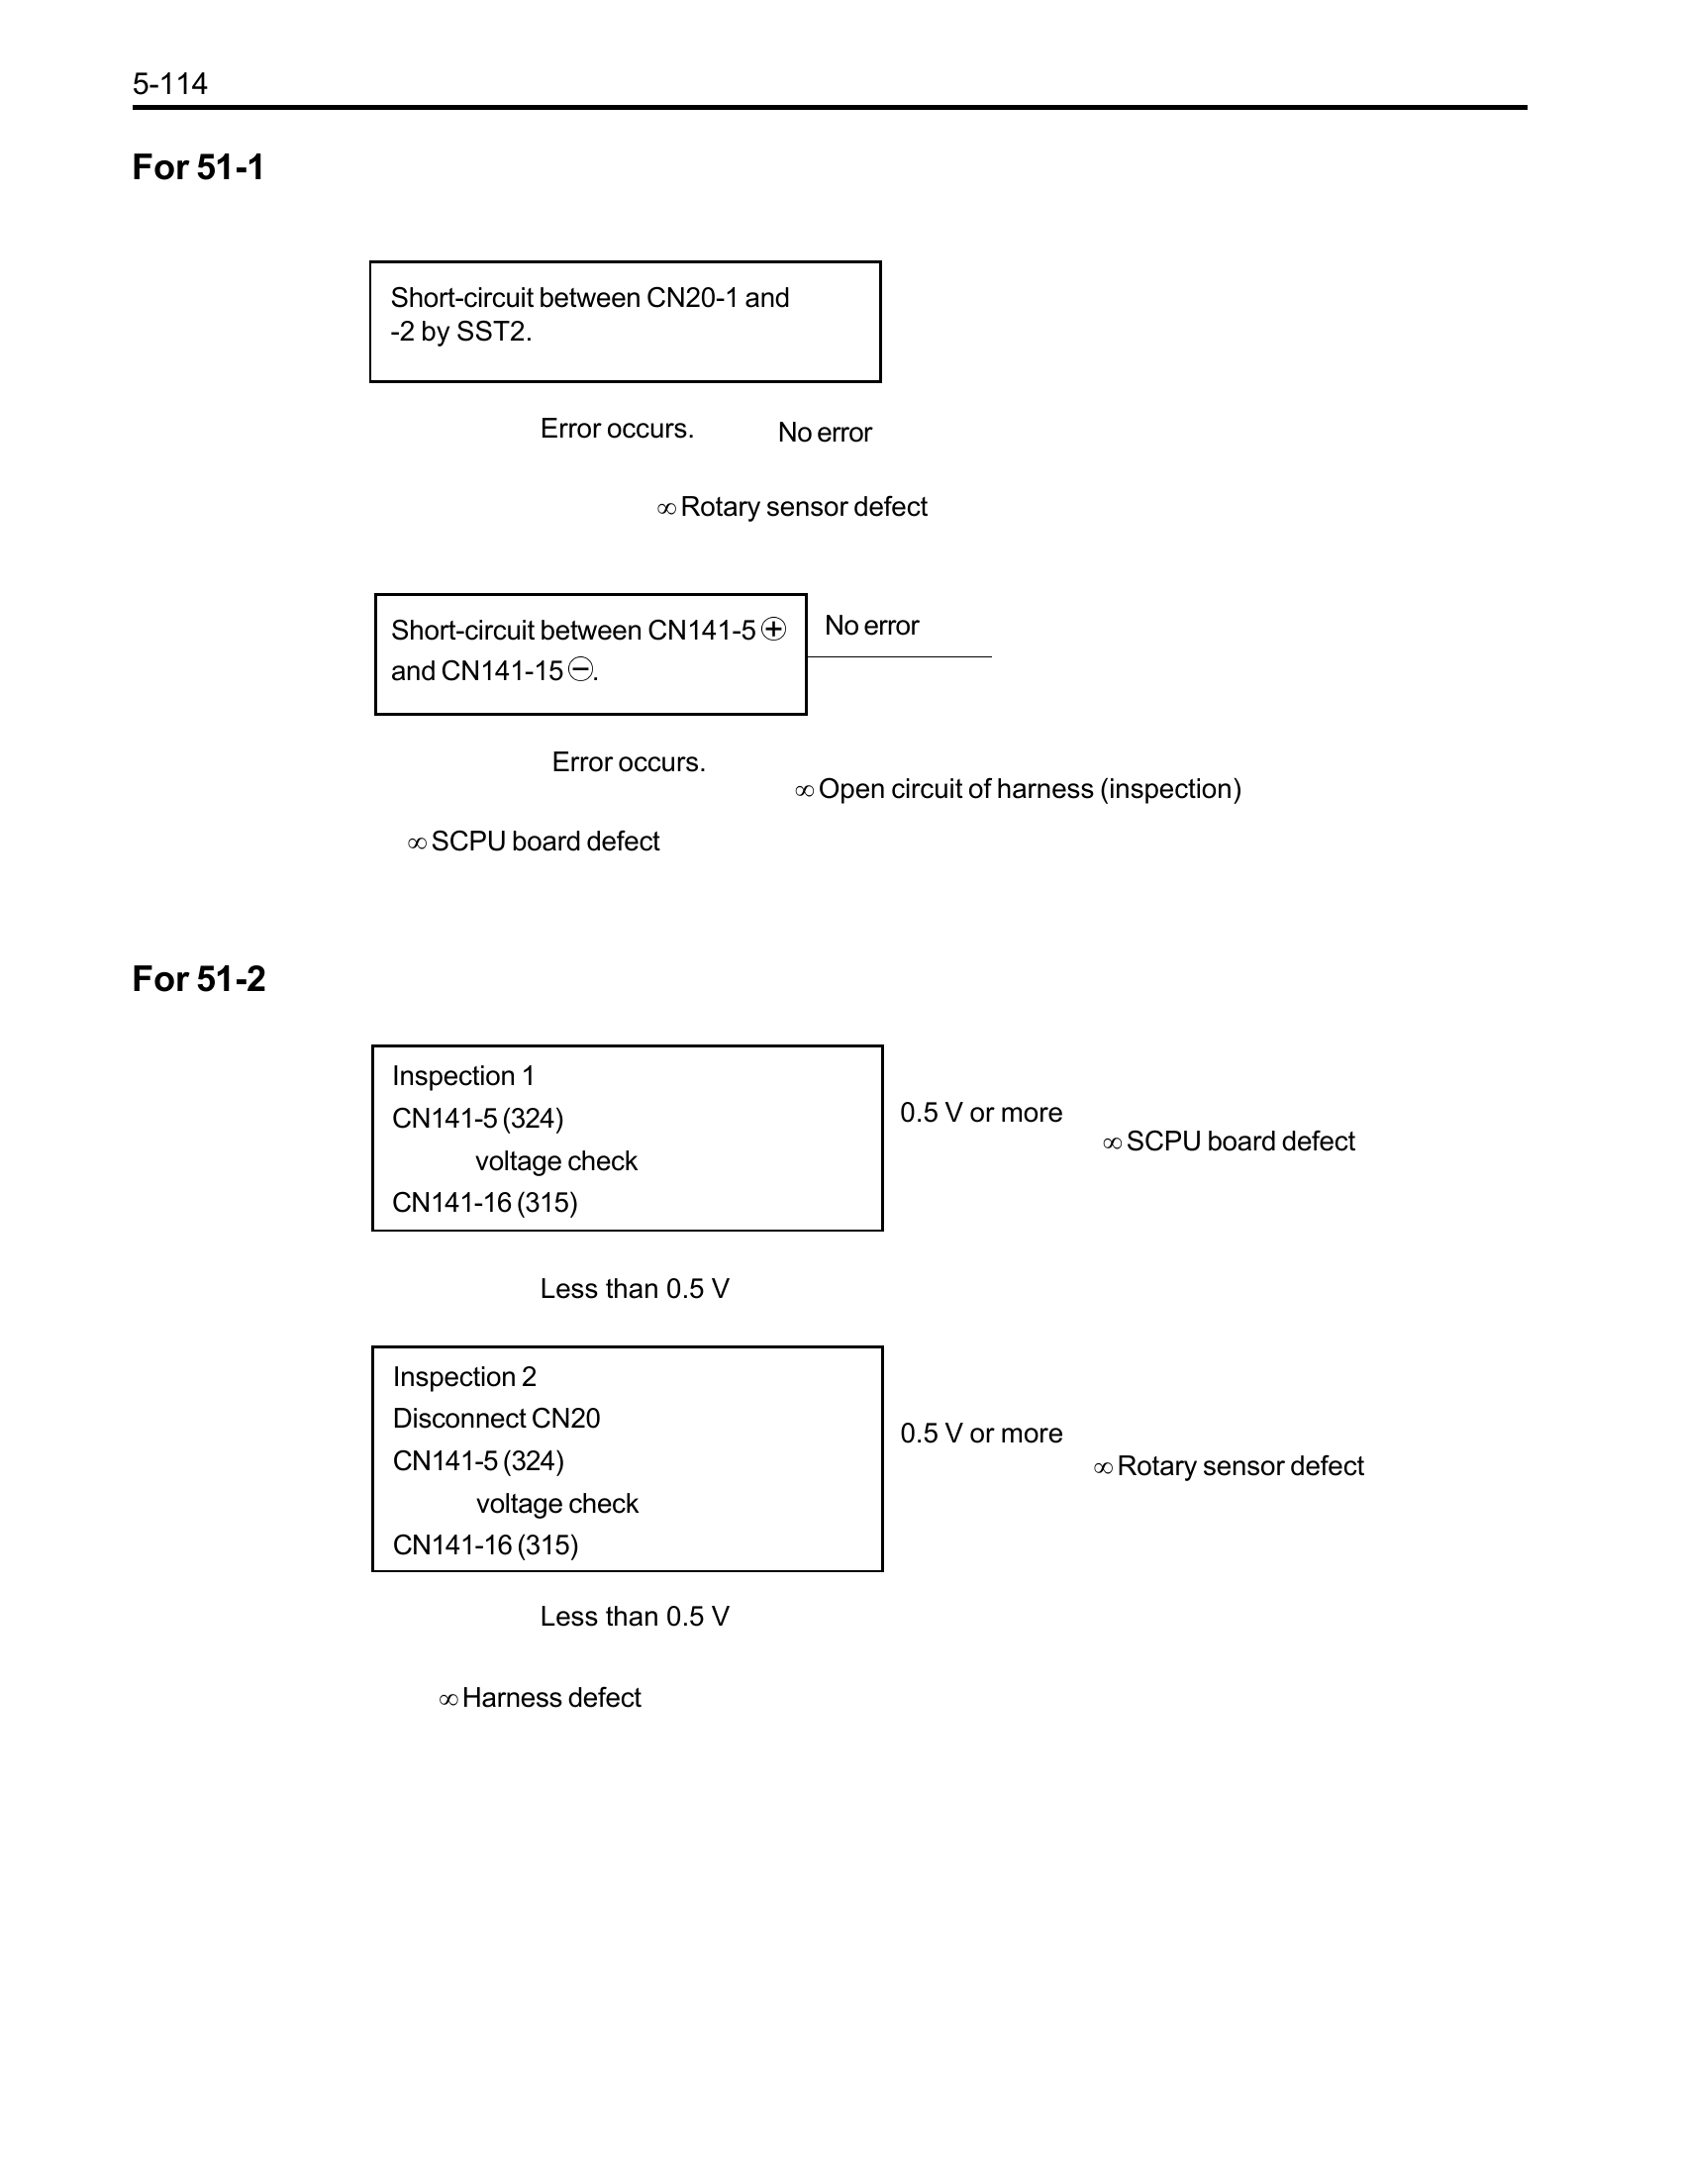 5-114
For 51-1
Short-circuit between CN20-1 and
-2 by SST2.
Error occurs.
No error
∞ Rotary sensor defect
Short-circuit between CN141-5 ⊕
and CN141-15 ⊖.
No error
Error occurs.
∞ Open circuit of harness (inspection)
∞ SCPU board defect
For 51-2
Inspection 1
CN141-5 (324)
voltage check
CN141-16 (315)
0.5 V or more
∞ SCPU board defect
Less than 0.5 V
Inspection 2
Disconnect CN20
CN141-5 (324)
voltage check
CN141-16 (315)
0.5 V or more
∞ Rotary sensor defect
Less than 0.5 V
∞ Harness defect